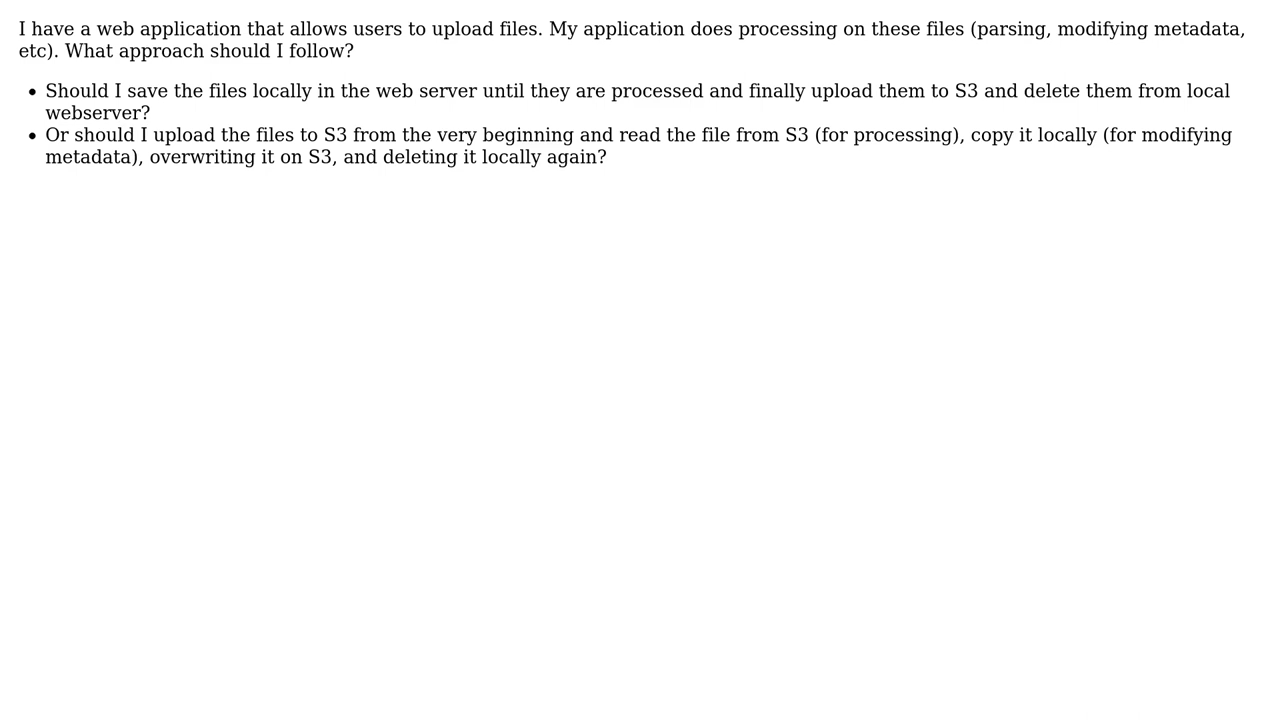 I have a web application that allows users to upload files. My application does processing on these files (parsing, modifying metadata,
etc). What approach should I follow?
• Should I save the files locally in the web server until they are processed and finally upload them to S3 and delete them from local
webserver?
• Or should I upload the files to S3 from the very beginning and read the file from S3 (for processing), copy it locally (for modifying
metadata), overwriting it on S3, and deleting it locally again?